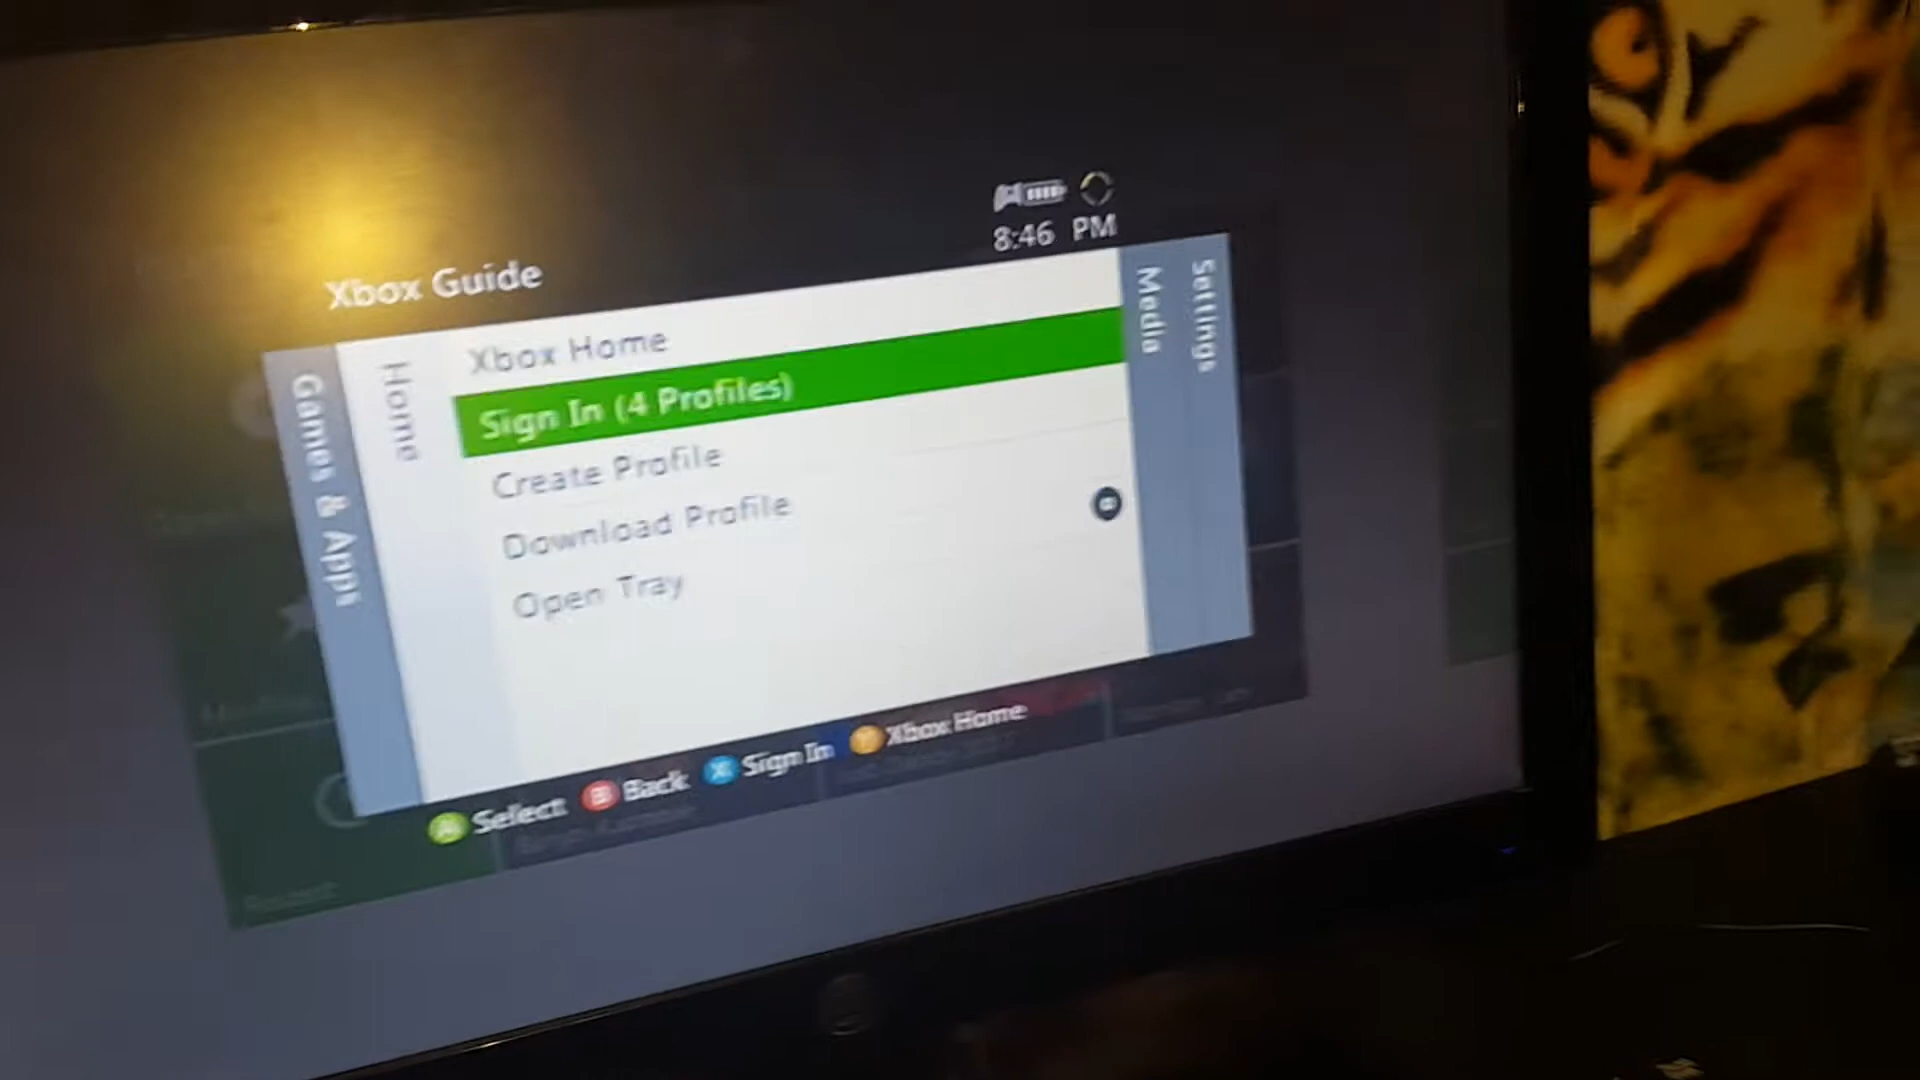 8:46 PM
Xbox Guide
Games & Apps
Home
Xbox Home
Sign In (4 Profiles)
Create Profile
Download Profile
Open Tray
Media
Settings
A Select B Back X Sign In Y Xbox Home